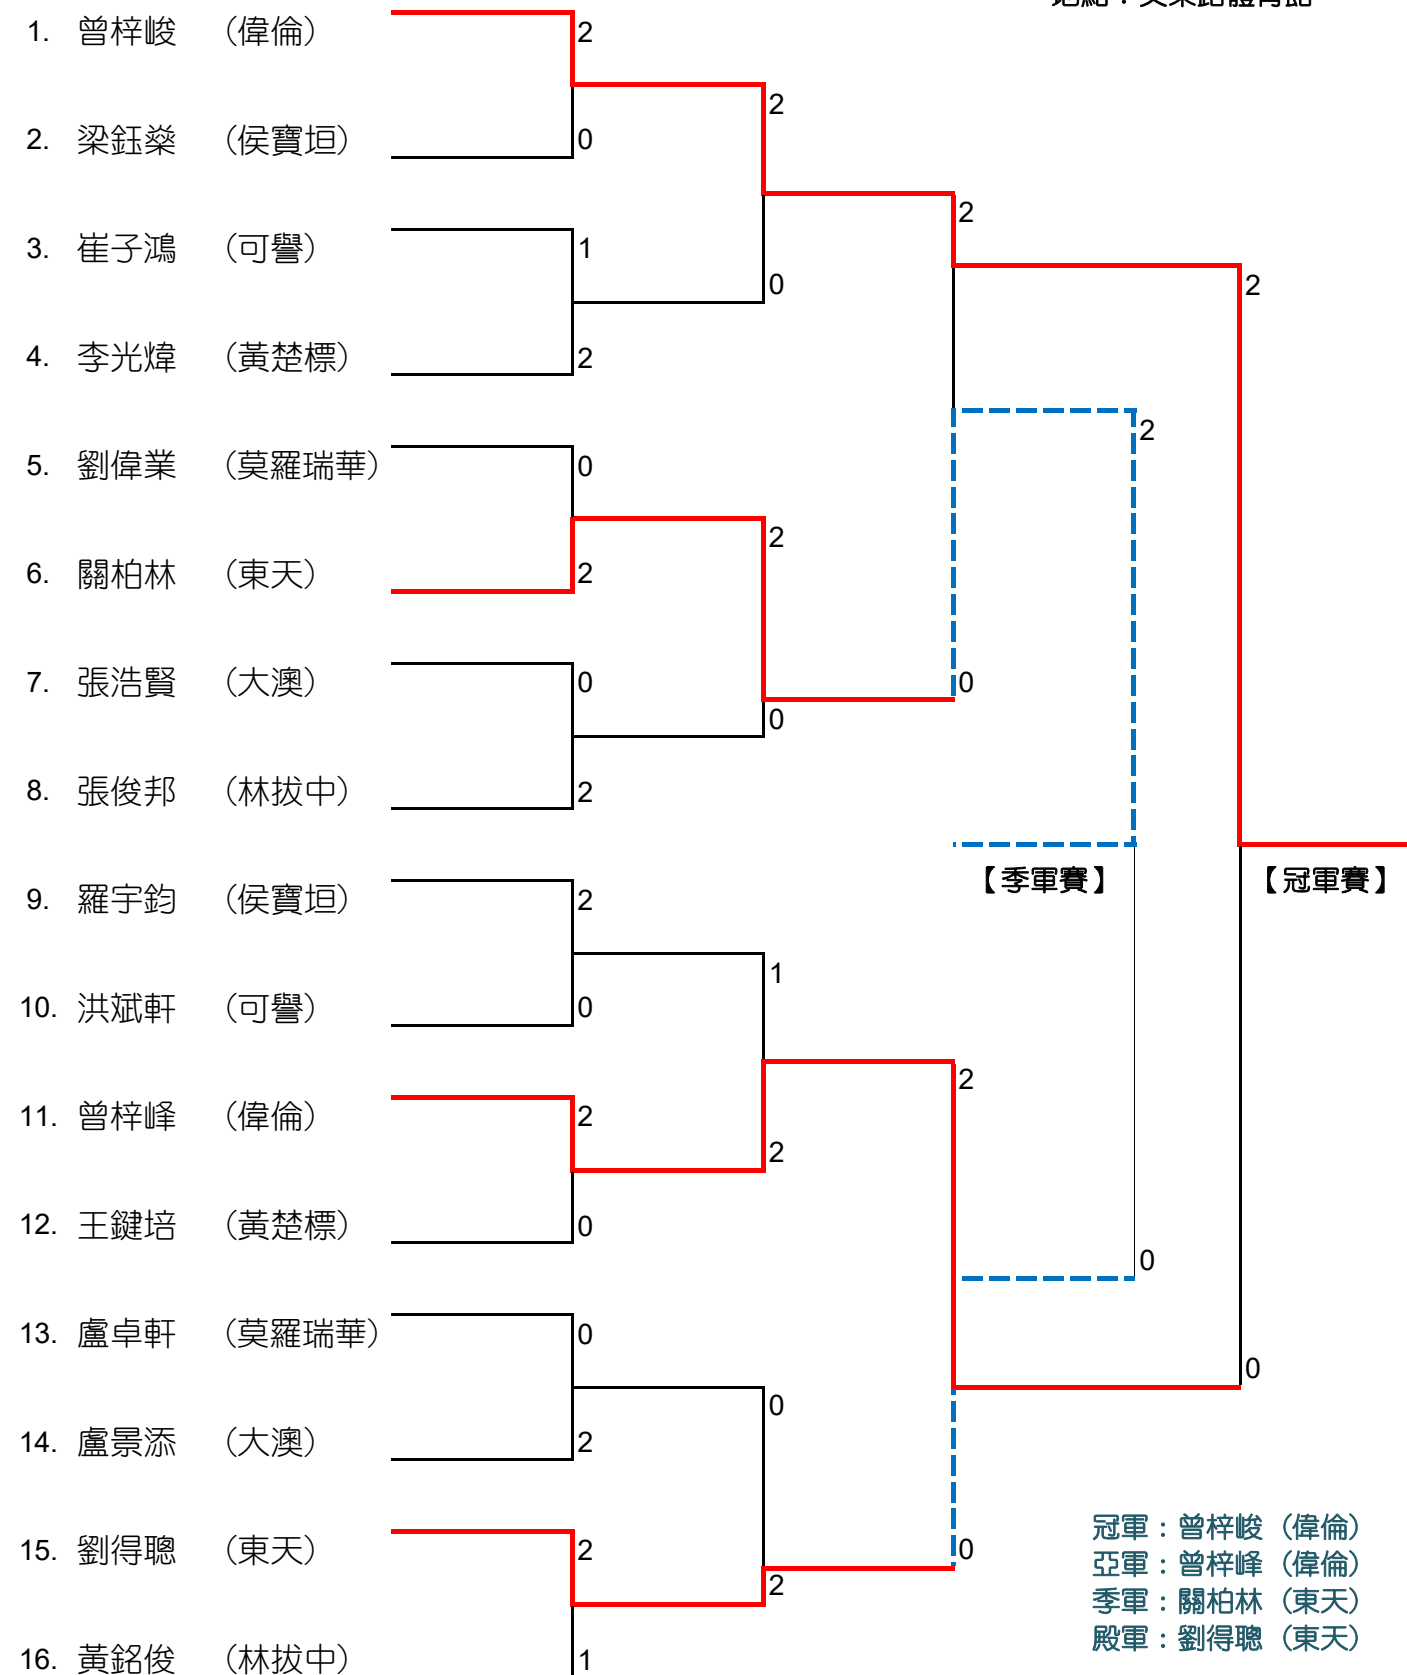 1. 曾梓峻 （偉倫）
2
2
2. 梁鈺燊 （侯寶垣）
0
2
3. 崔子鴻 （可譽）
1
0
2
4. 李光煒 （黃楚標）
2
2
5. 劉偉業 （莫羅瑞華）
0
2
6. 關柏林 （東天）
2
7. 張浩賢 （大澳）
0
0
0
8. 張俊邦 （林拔中）
2
【季軍賽】
【冠軍賽】
9. 羅宇鈞 （侯寶垣）
2
1
10. 洪斌軒 （可譽）
0
2
11. 曾梓峰 （偉倫）
2
2
12. 王鍵培 （黃楚標）
0
0
13. 盧卓軒 （莫羅瑞華）
0
0
0
14. 盧景添 （大澳）
2
冠軍：曾梓峻（偉倫）
15. 劉得聰 （東天）
2
0
亞軍：曾梓峰（偉倫）
2
季軍：關柏林（東天）
殿軍：劉得聰（東天）
16. 黃銘俊 （林拔中）
1